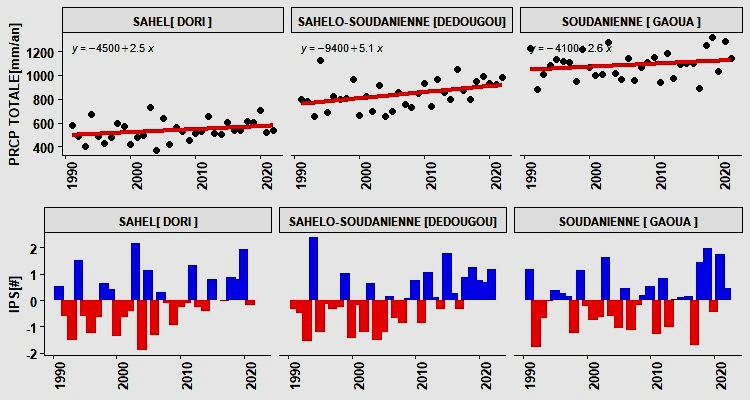 SAHEL[ DORI ]
SAHELO-SOUDANIENNE [DEDOUGOU]
SOUDANIENNE [ GAOUA ]
PRCP TOTALE[mm/an]
1200
1000
800
600
400
y = −4500+2.5 x
y = −9400+5.1 x
y = −4100+2.6 x
1990 2000 2010 2020
1990 2000 2010 2020
1990 2000 2010 2020
SAHEL[ DORI ]
SAHELO-SOUDANIENNE [DEDOUGOU]
SOUDANIENNE [ GAOUA ]
IPS[#]
2
1
0
-1
-2
1990 2000 2010 2020
1990 2000 2010 2020
1990 2000 2010 2020